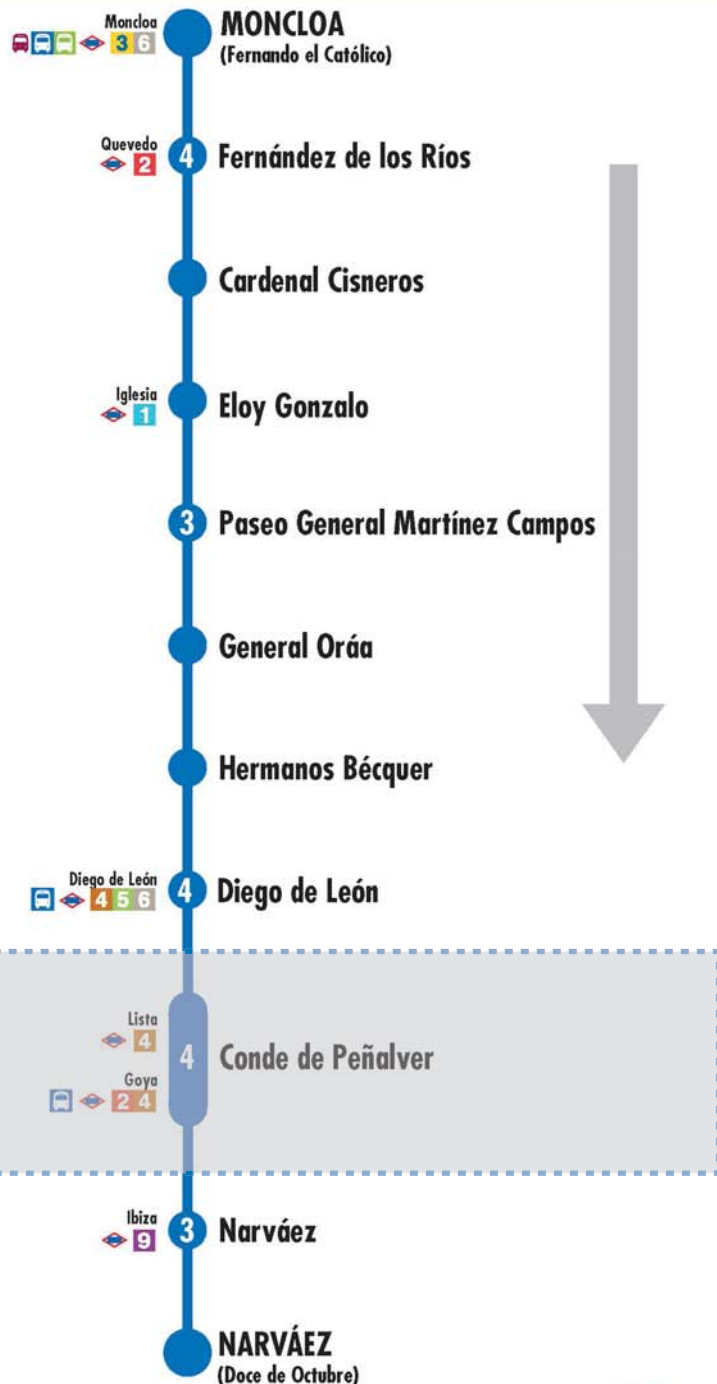 Moncloa
3 6
MONCLOA
(Fernando el Católico)
Quevedo
2
4
Fernández de los Ríos
Cardenal Cisneros
Iglesia
1
Eloy Gonzalo
3
Paseo General Martínez Campos
General Oráa
Hermanos Bécquer
Diego de León
4 5 6
4
Diego de León
Lista
4
Goya
2 4
4
Conde de Peñalver
Ibiza
9
3
Narváez
NARVÁEZ
(Doce de Octubre)